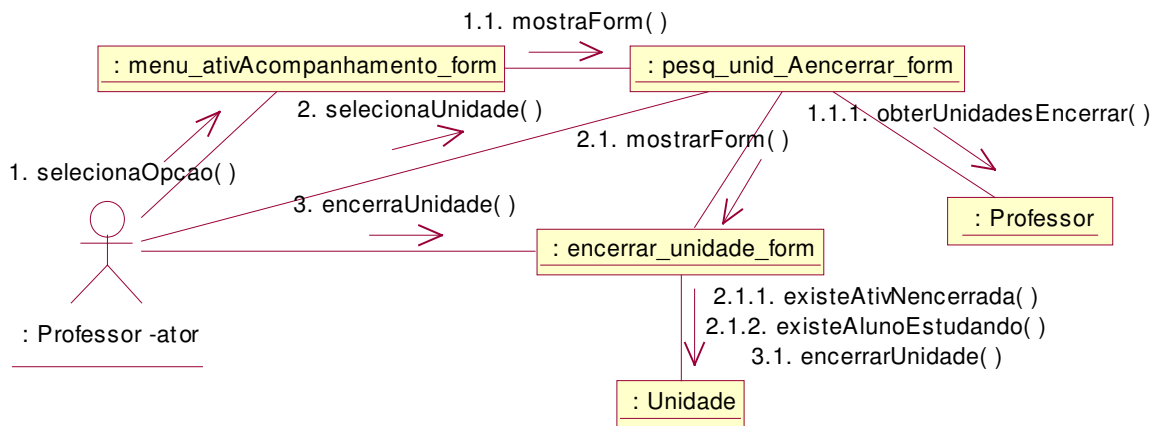 1.1. mostraForm( )
: menu_ativAcompanhamento_form
: pesq_unid_Aencerrar_form
2. selecionaUnidade( )
1.1.1. obterUnidadesEncerrar( )
2.1. mostrarForm( )
1. selecionaOpcao( )
3. encerraUnidade( )
: Professor
: encerrar_unidade_form
2.1.1. existeAtivNencerrada( )
: Professor -ator
2.1.2. existeAlunoEstudando( )
3.1. encerrarUnidade( )
: Unidade